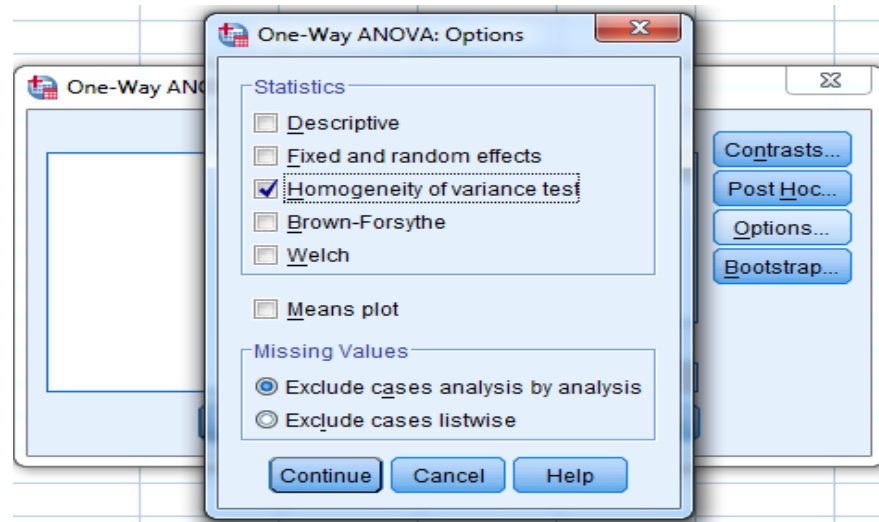 One-Way ANOVA: Options
One-Way ANO
Statistics
Descriptive
Fixed and random effects
Homogeneity of variance test
Brown-Forsythe
Welch
Means plot
Missing Values
Exclude cases analysis by analysis
Exclude cases listwise
Continue Cancel Help
Contrasts...
Post Hoc...
Options...
Bootstrap...